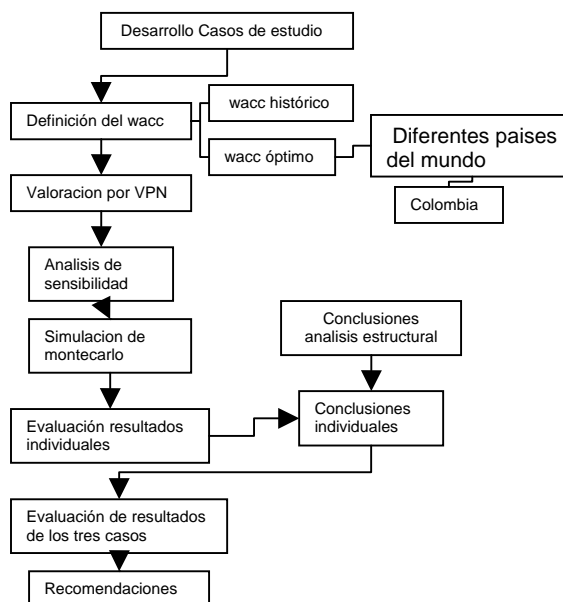 Desarrollo Casos de estudio
wacc histórico
Definición del wacc
wacc óptimo
Diferentes paises
del mundo
Valoracion por VPN
Colombia
Analisis de
sensibilidad
Simulacion de
montecarlo
Conclusiones
analisis estructural
Evaluación resultados
individuales
Conclusiones
individuales
Evaluación de resultados
de los tres casos
Recomendaciones